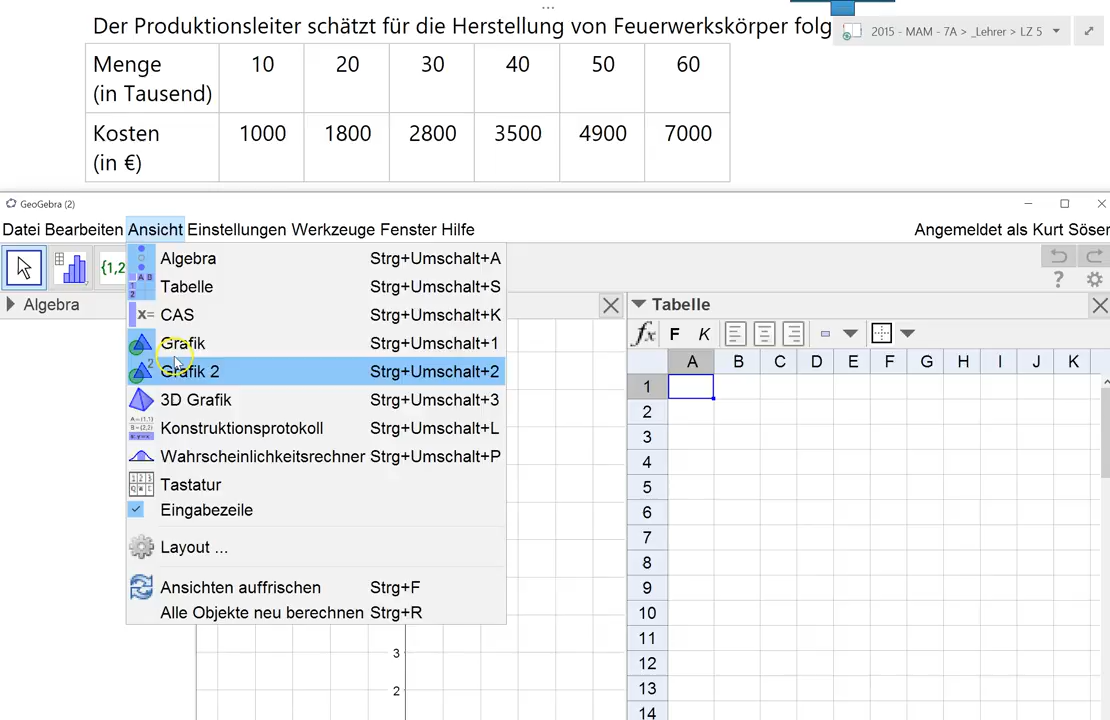 ...
Der Produktionsleiter schätzt für die Herstellung von Feuerwerkskörper folg
2015 - MAM - 7A > _Lehrer > LZ 5
Menge (in Tausend) 10 20 30 40 50 60
Kosten (in €) 1000 1800 2800 3500 4900 7000
GeoGebra (2)
Datei Bearbeiten Ansicht Einstellungen Werkzeuge Fenster Hilfe Angemeldet als Kurt Söser
{1,2
Algebra
Algebra Strg+Umschalt+A
Tabelle Strg+Umschalt+S
x= CAS Strg+Umschalt+K
Grafik Strg+Umschalt+1
2 Grafik 2 Strg+Umschalt+2
3D Grafik Strg+Umschalt+3
Konstruktionsprotokoll Strg+Umschalt+L
Wahrscheinlichkeitsrechner Strg+Umschalt+P
Tastatur
Eingabezeile
Layout ...
Ansichten auffrischen Strg+F
Alle Objekte neu berechnen Strg+R
3
2
Tabelle
fx F K
A B C D E F G H I J K
1
2
3
4
5
6
7
8
9
10
11
12
13
14